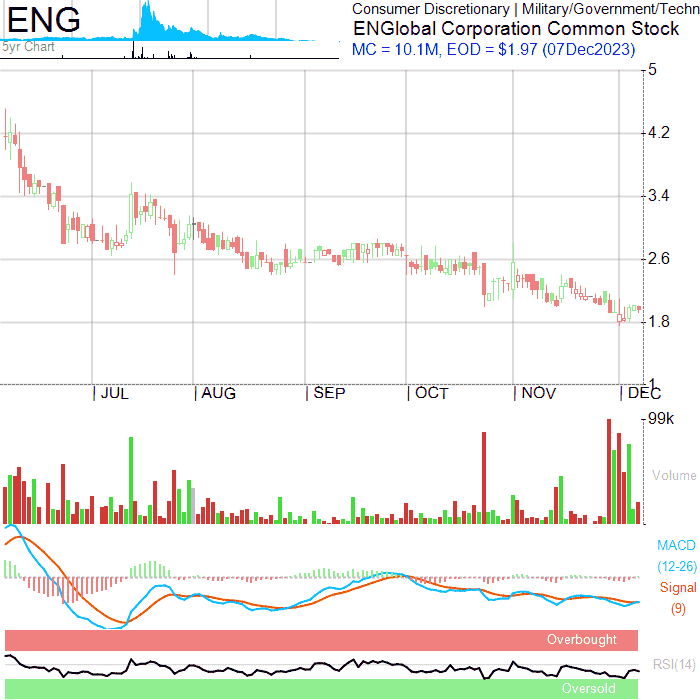 ENG
5yr Chart
Consumer Discretionary | Military/Government/Techn
ENGlobal Corporation Common Stock
MC = 10.1M, EOD = $1.97 (07Dec2023)
5
4.2
3.4
2.6
1.8
1
JUL
AUG
SEP
OCT
NOV
DEC
99k
Volume
MACD
(12-26)
Signal
(9)
Overbought
RSI(14)
Oversold